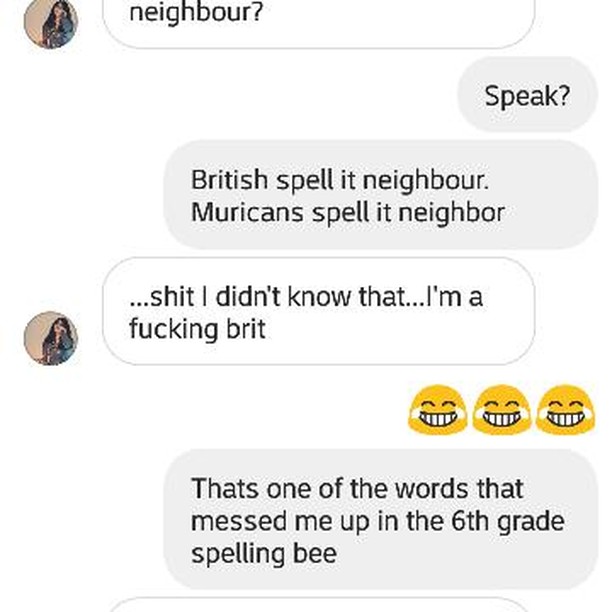 neighbour?
Speak?
British spell it neighbour.
Muricans spell it neighbor
...shit I didn't know that...I'm a
fucking brit
😂😂😂
Thats one of the words that
messed me up in the 6th grade
spelling bee